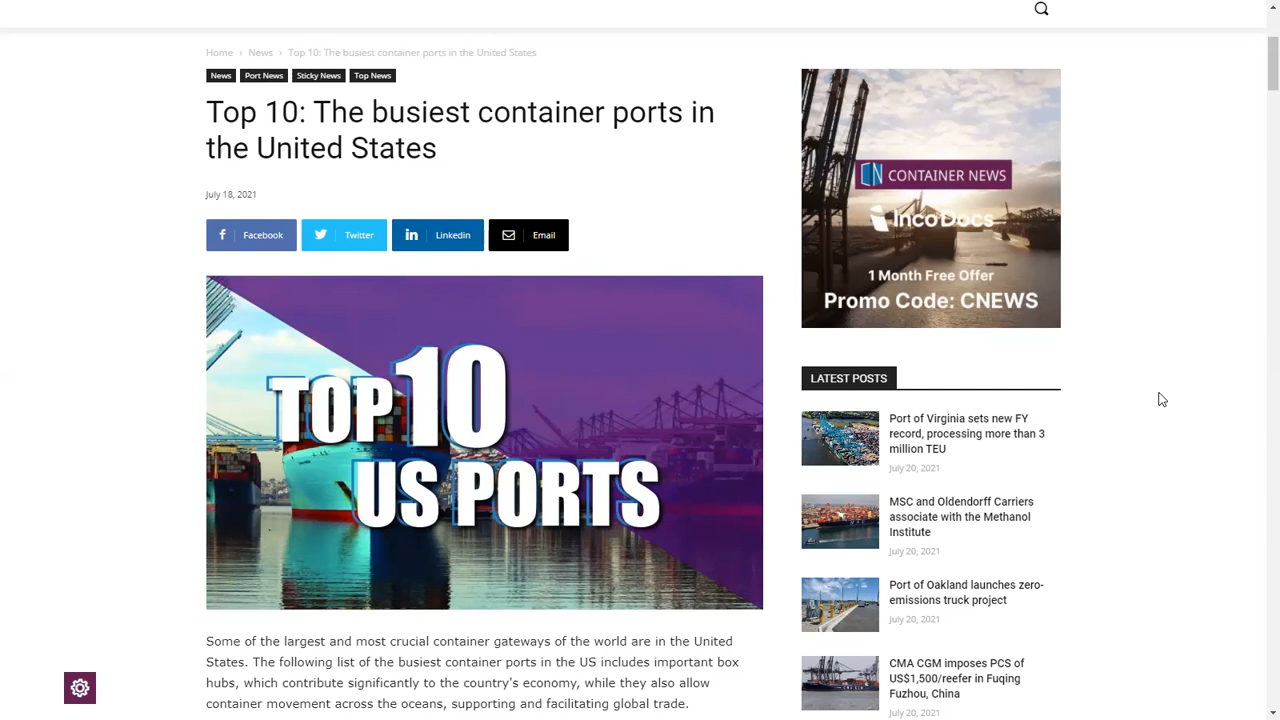 Home › News › Top 10: The busiest container ports in the United States
News Port News Sticky News Top News
Top 10: The busiest container ports in
the United States
July 18, 2021
Facebook Twitter Linkedin Email
TOP 10
US PORTS
Some of the largest and most crucial container gateways of the world are in the United
States. The following list of the busiest container ports in the US includes important box
hubs, which contribute significantly to the country's economy, while they also allow
container movement across the oceans, supporting and facilitating global trade.
CONTAINER NEWS
IncoDocs
1 Month Free Offer
Promo Code: CNEWS
LATEST POSTS
Port of Virginia sets new FY
record, processing more than 3
million TEU
July 20, 2021
MSC and Oldendorff Carriers
associate with the Methanol
Institute
July 20, 2021
Port of Oakland launches zero-
emissions truck project
July 20, 2021
CMA CGM imposes PCS of
US$1,500/reefer in Fuqing
Fuzhou, China
July 20, 2021